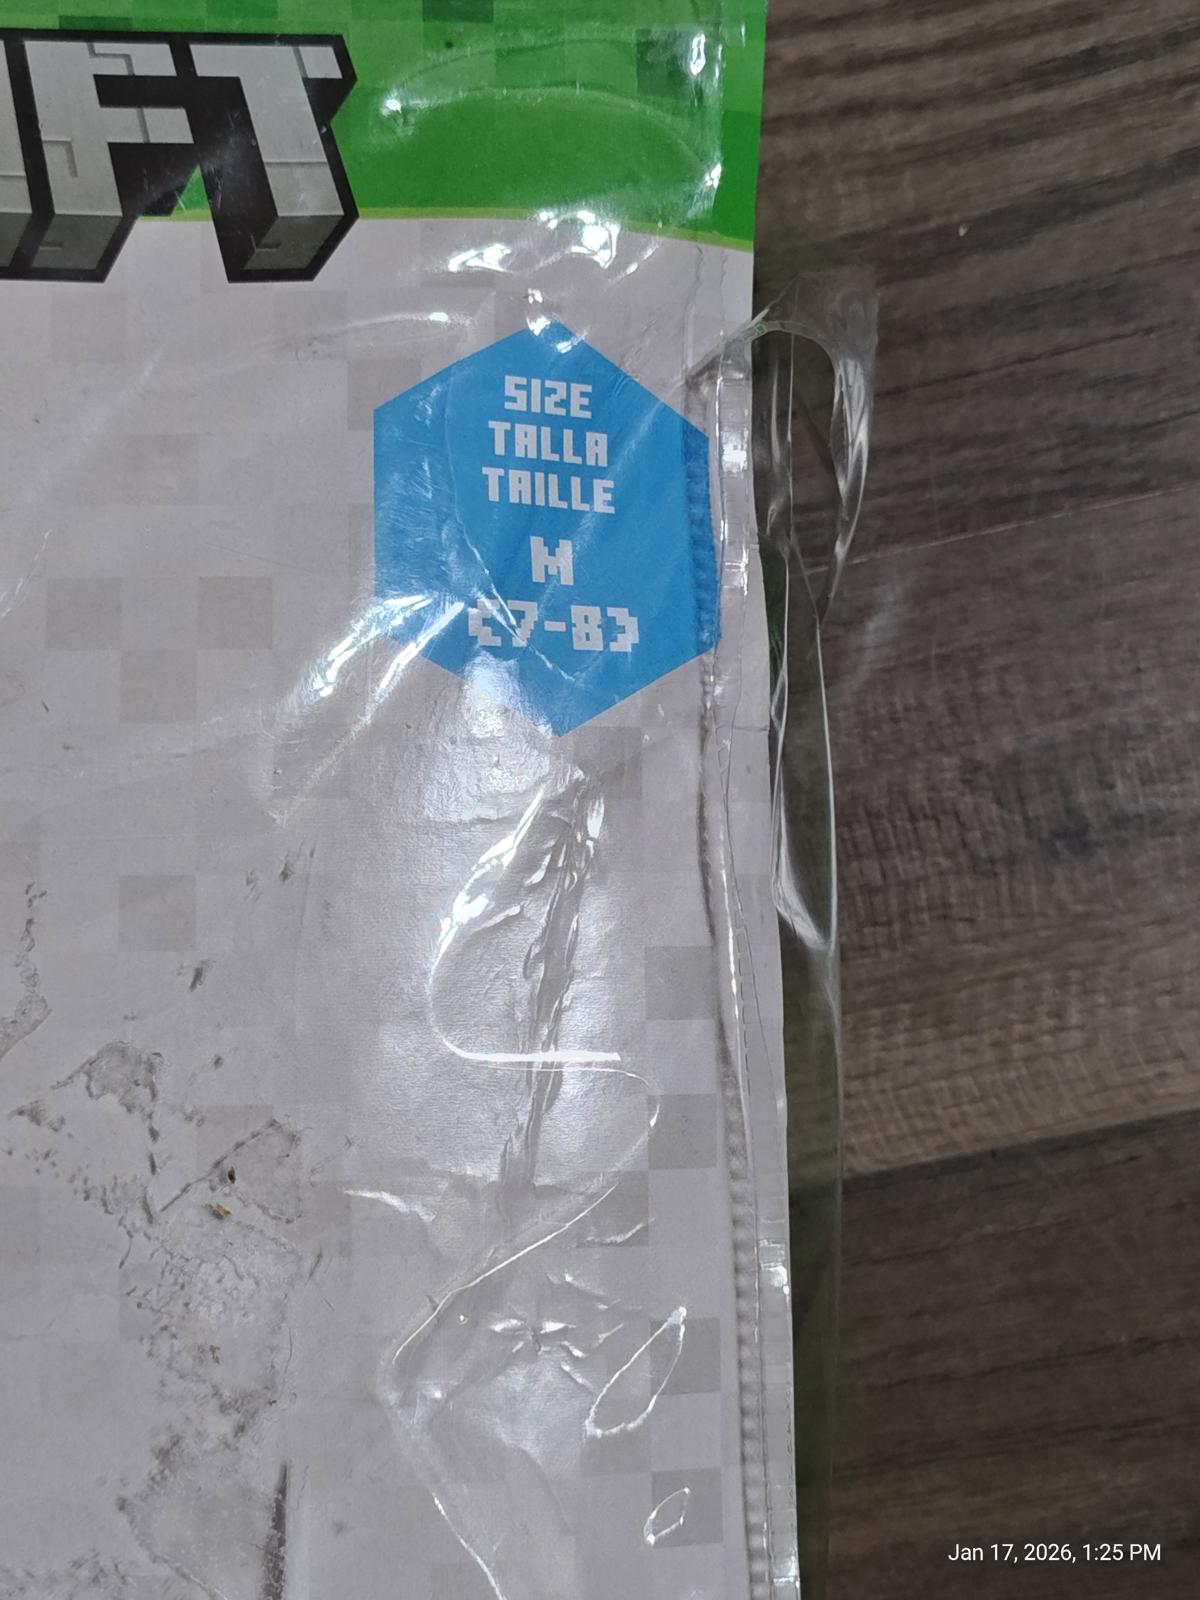 FT
SIZE
TALLA
TAILLE
M
(7-8)
Jan 17, 2026, 1:25 PM